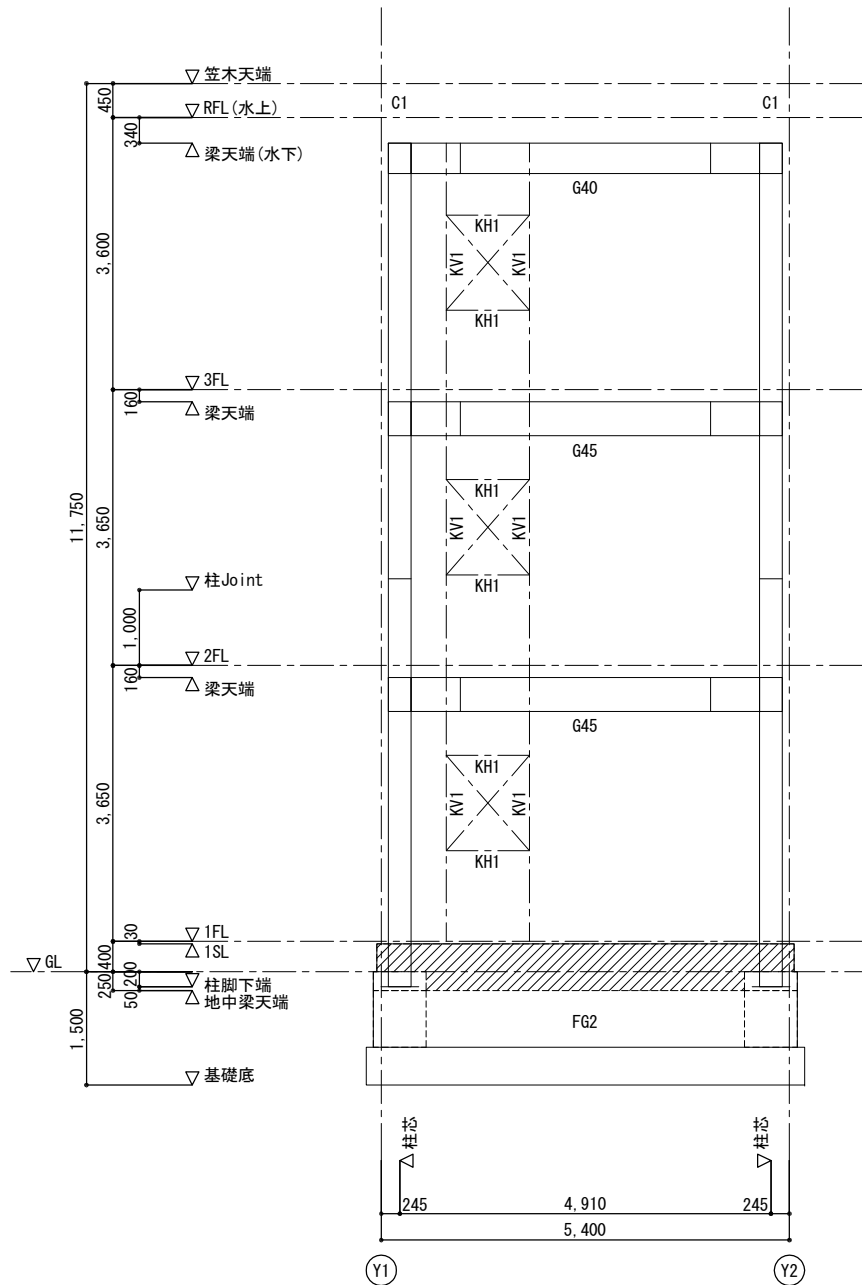 笠木天端
450
C1
C1
RFL(水上)
340
梁天端(水下)
G40
KH1
3,600
KV1
KV1
KH1
3FL
160
梁天端
G45
KH1
11,750
3,650
KV1
KV1
柱Joint
KH1
1,000
2FL
160
梁天端
G45
KH1
3,650
KV1
KV1
KH1
1FL
30
1SL
400
GL
200
250
柱脚下端
50
地中梁天端
FG2
1,500
基礎底
柱芯
柱芯
245
4,910
245
5,400
Y1
Y2